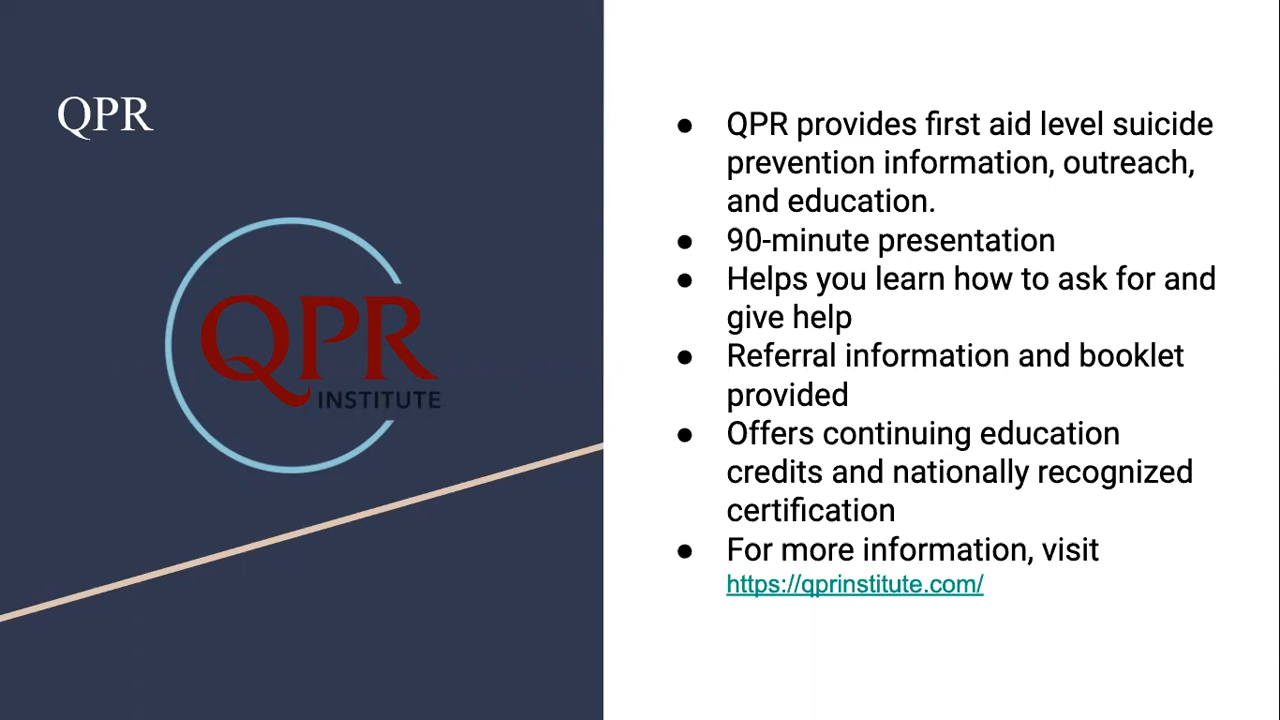 QPR
QPR
INSTITUTE
● QPR provides first aid level suicide
prevention information, outreach,
and education.
● 90-minute presentation
● Helps you learn how to ask for and
give help
● Referral information and booklet
provided
● Offers continuing education
credits and nationally recognized
certification
● For more information, visit
https://qprinstitute.com/